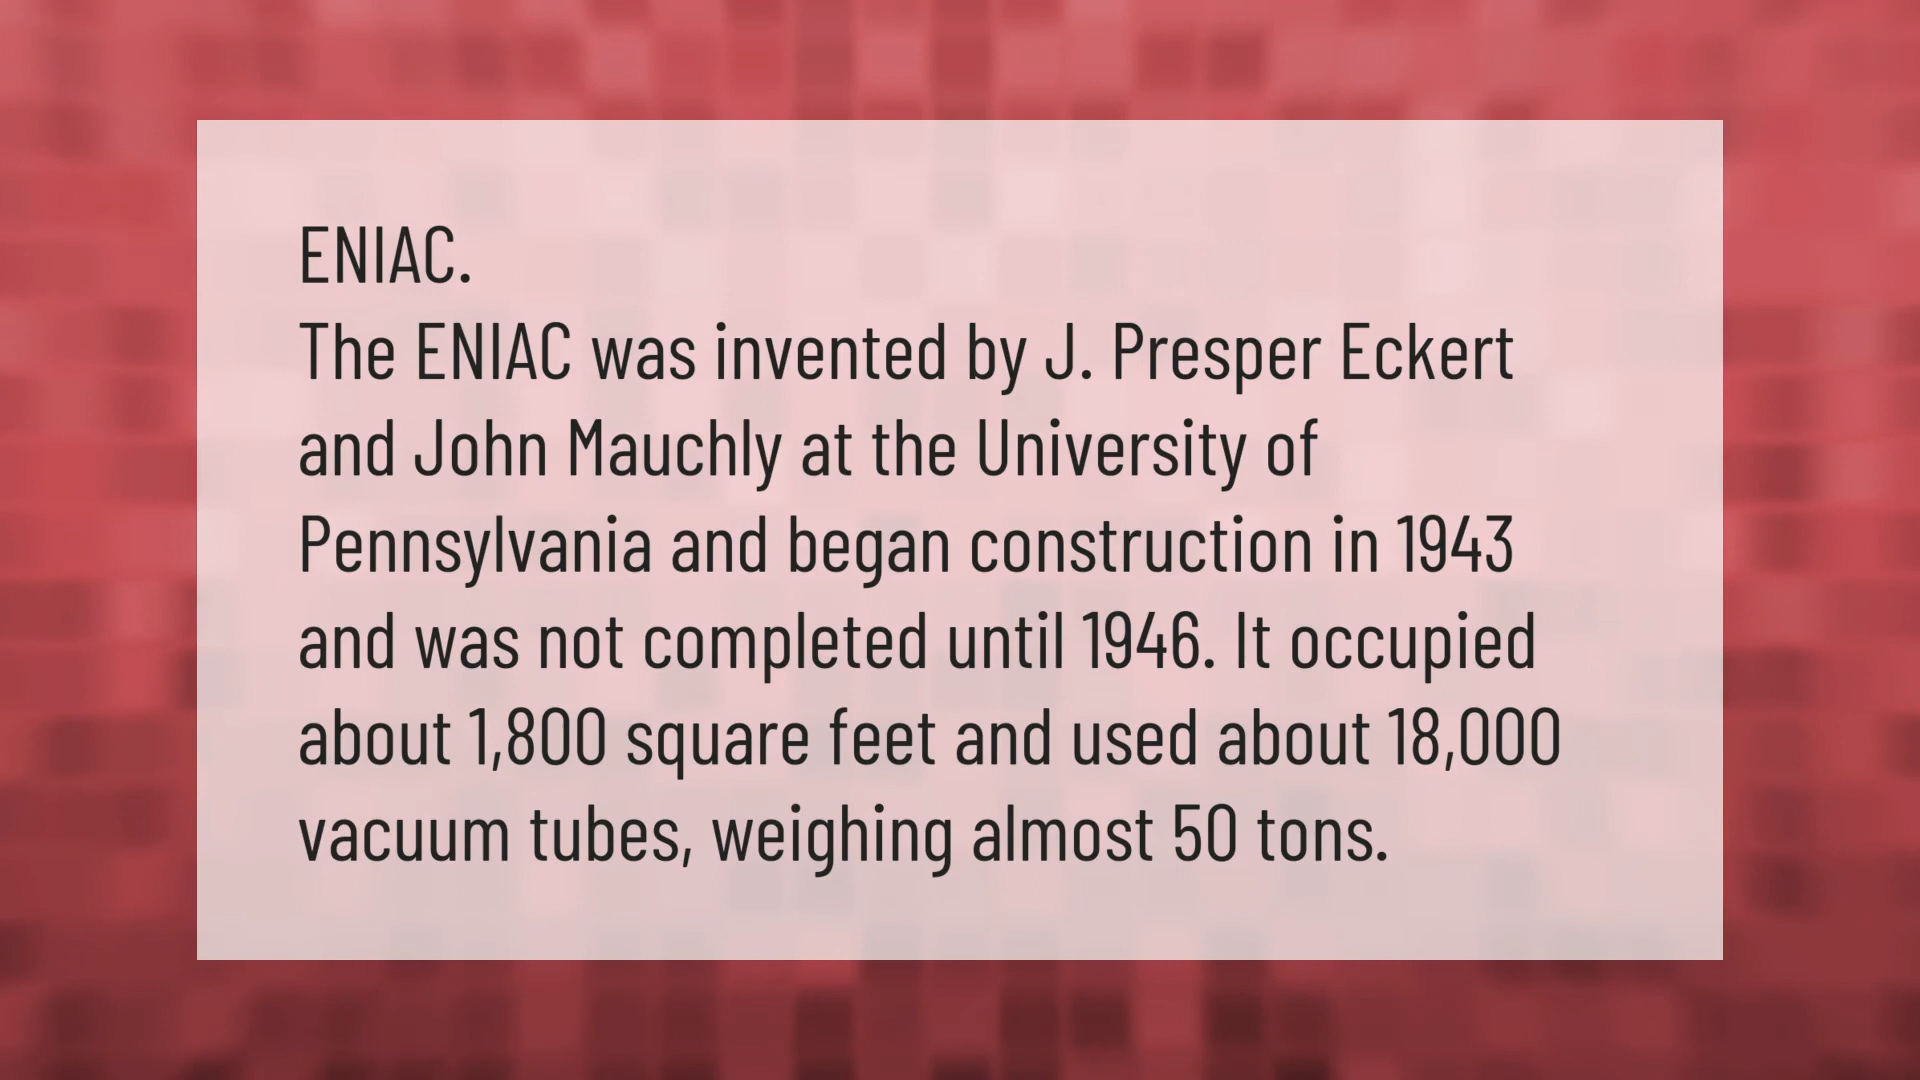 ENIAC.
The ENIAC was invented by J. Presper Eckert
and John Mauchly at the University of
Pennsylvania and began construction in 1943
and was not completed until 1946. It occupied
about 1,800 square feet and used about 18,000
vacuum tubes, weighing almost 50 tons.